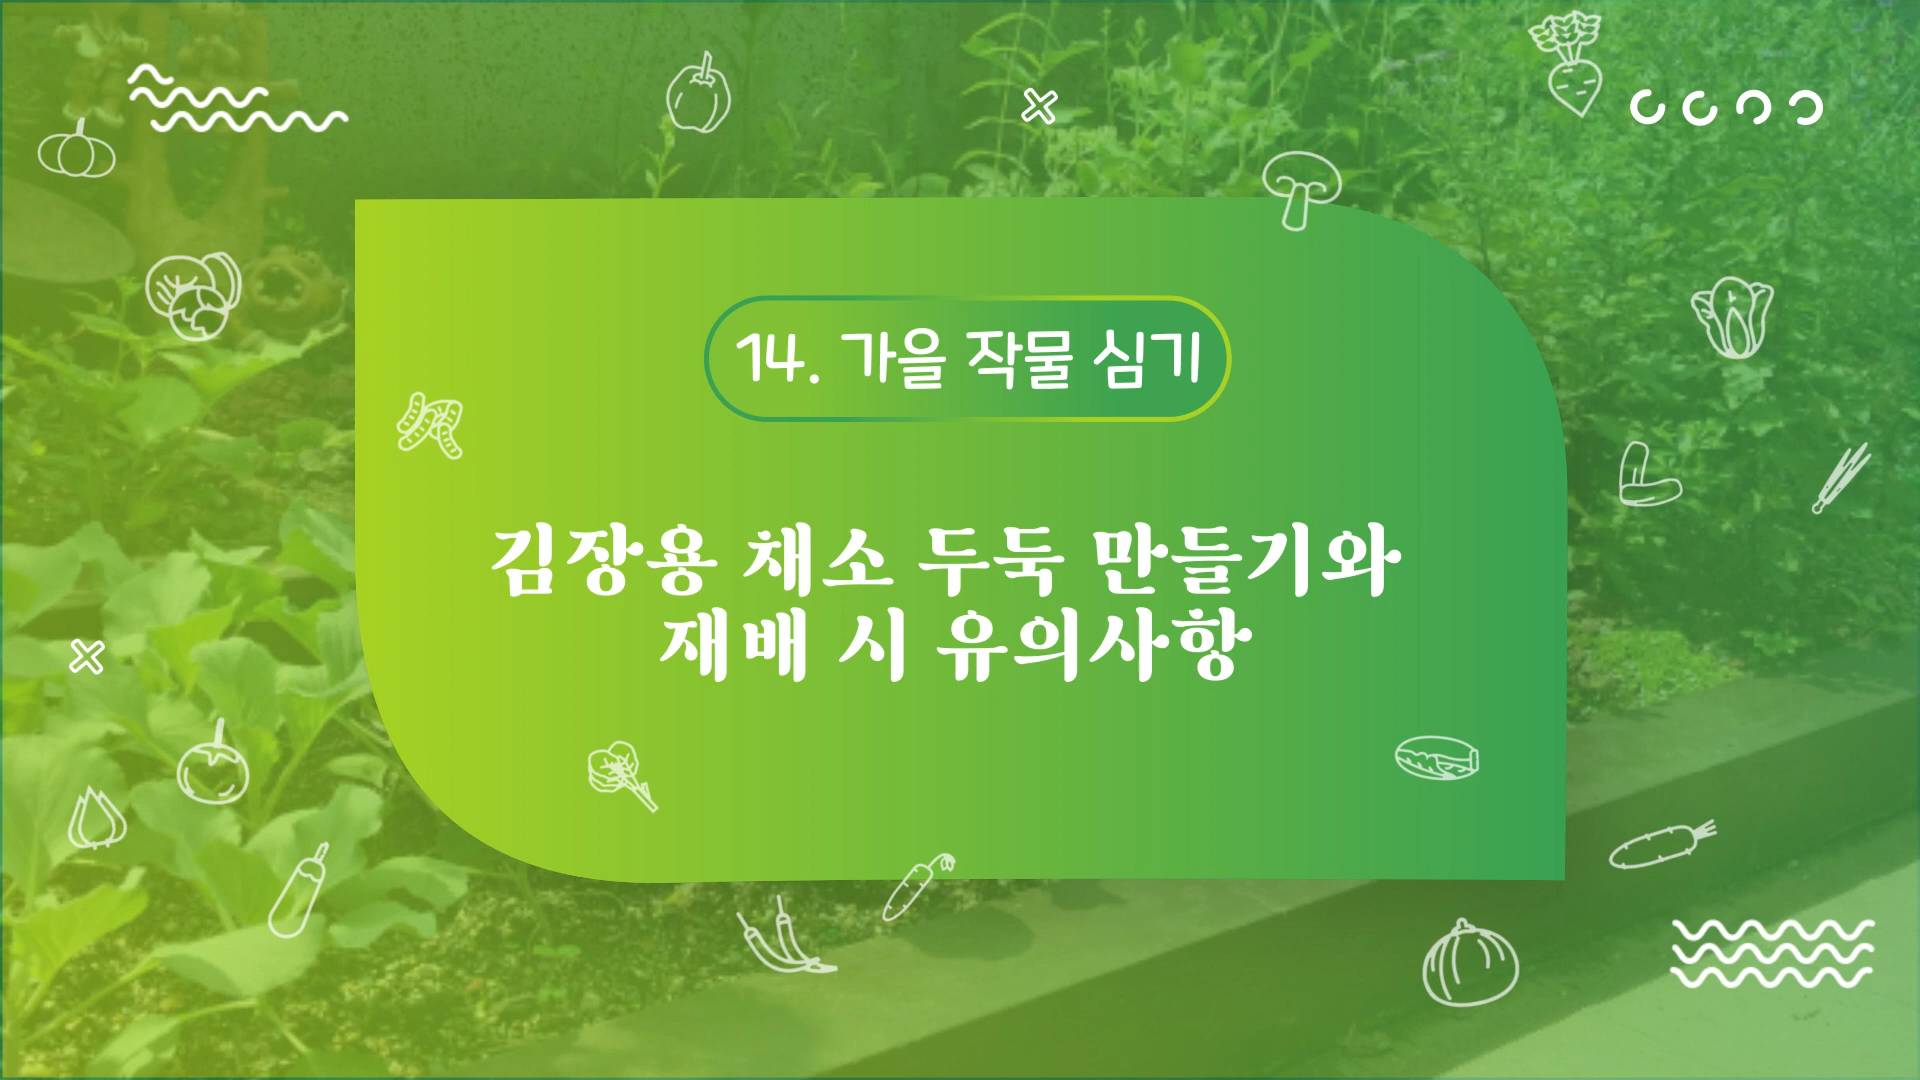 14. 가을 작물 심기
김장용 채소 두둑 만들기와
재배 시 유의사항